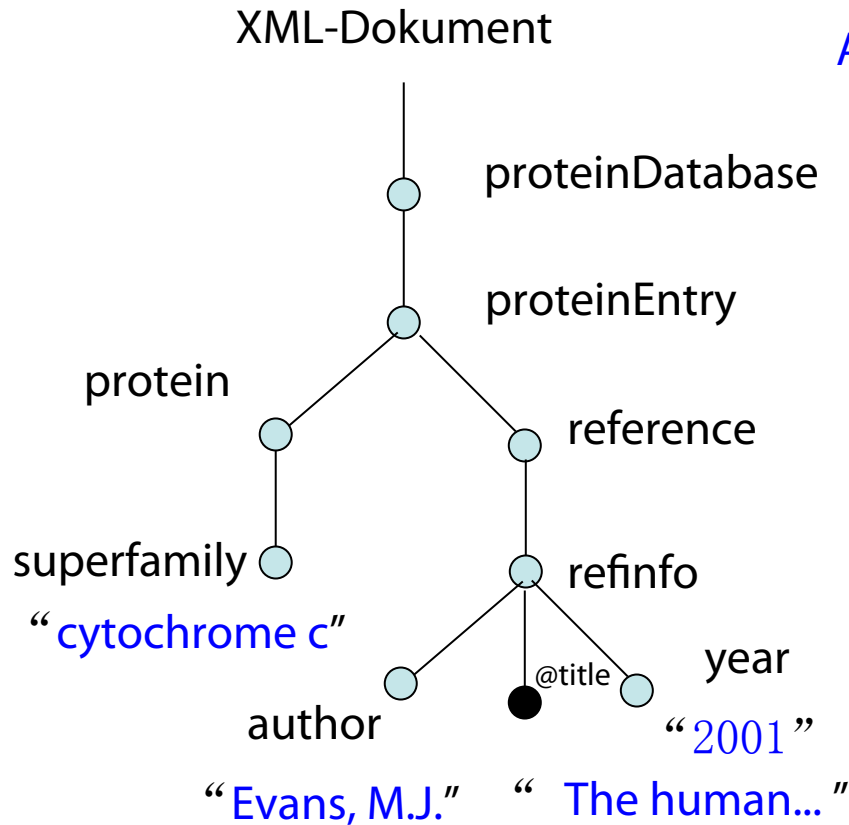 XML-Dokument
A
proteinDatabase
proteinEntry
protein
reference
superfamily
refinfo
“cytochrome c”
@title
year
author
“2001”
“Evans, M.J.”
“ The human... ”